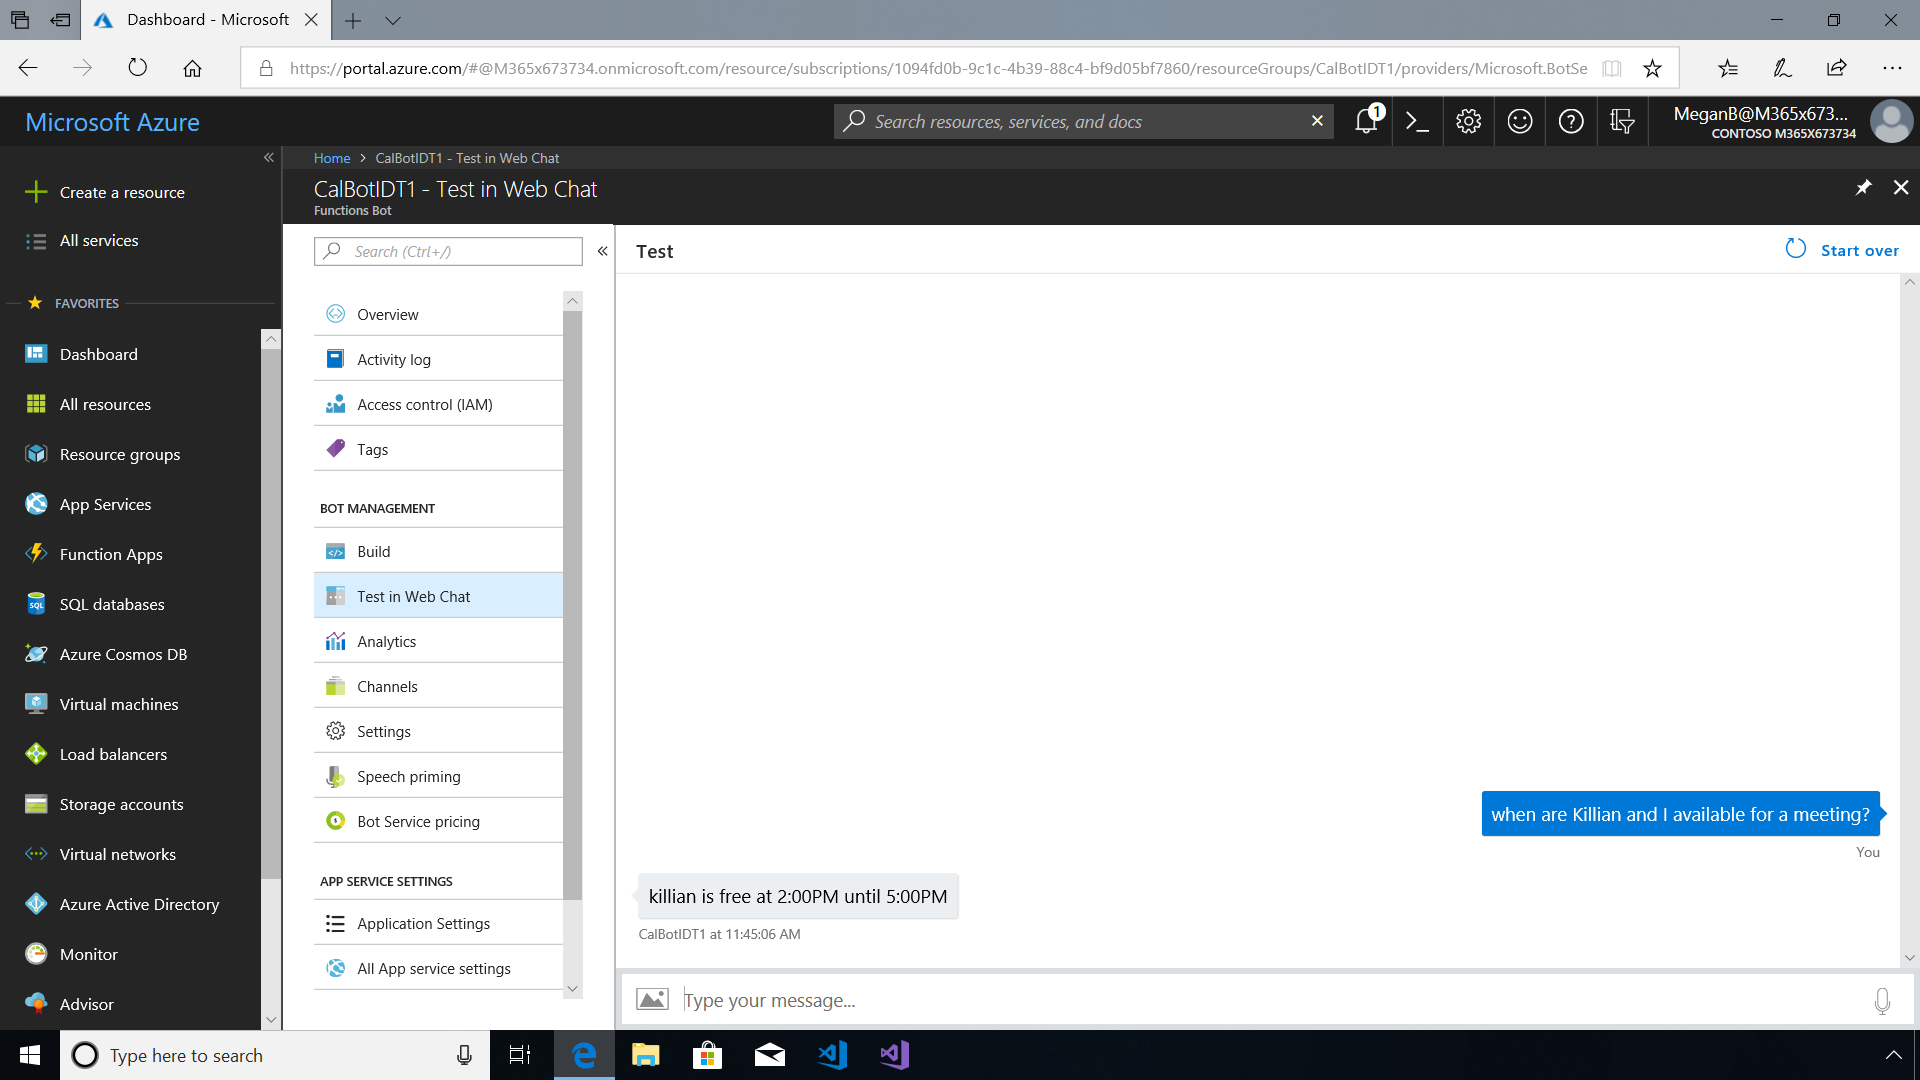 Dashboard - Microsoft
https://portal.azure.com/#@M365x673734.onmicrosoft.com/resource/subscriptions/1094fd0b-9c1c-4b39-88c4-bf9d05bf7860/resourceGroups/CalBotIDT1/providers/Microsoft.BotSe
Microsoft Azure
Search resources, services, and docs
1
MeganB@M365x673...
CONTOSO M365X673734
Home > CalBotIDT1 - Test in Web Chat
CalBotIDT1 - Test in Web Chat
Functions Bot
Create a resource
All services
FAVORITES
Dashboard
All resources
Resource groups
App Services
Function Apps
SQL
SQL databases
Azure Cosmos DB
Virtual machines
Load balancers
Storage accounts
Virtual networks
Azure Active Directory
Monitor
Advisor
Search (Ctrl+/)
Overview
Activity log
Access control (IAM)
Tags
BOT MANAGEMENT
Build
Test in Web Chat
Analytics
Channels
Settings
Speech priming
Bot Service pricing
APP SERVICE SETTINGS
Application Settings
All App service settings
Test
Start over
when are Killian and I available for a meeting?
You
killian is free at 2:00PM until 5:00PM
CalBotIDT1 at 11:45:06 AM
Type your message...
Type here to search